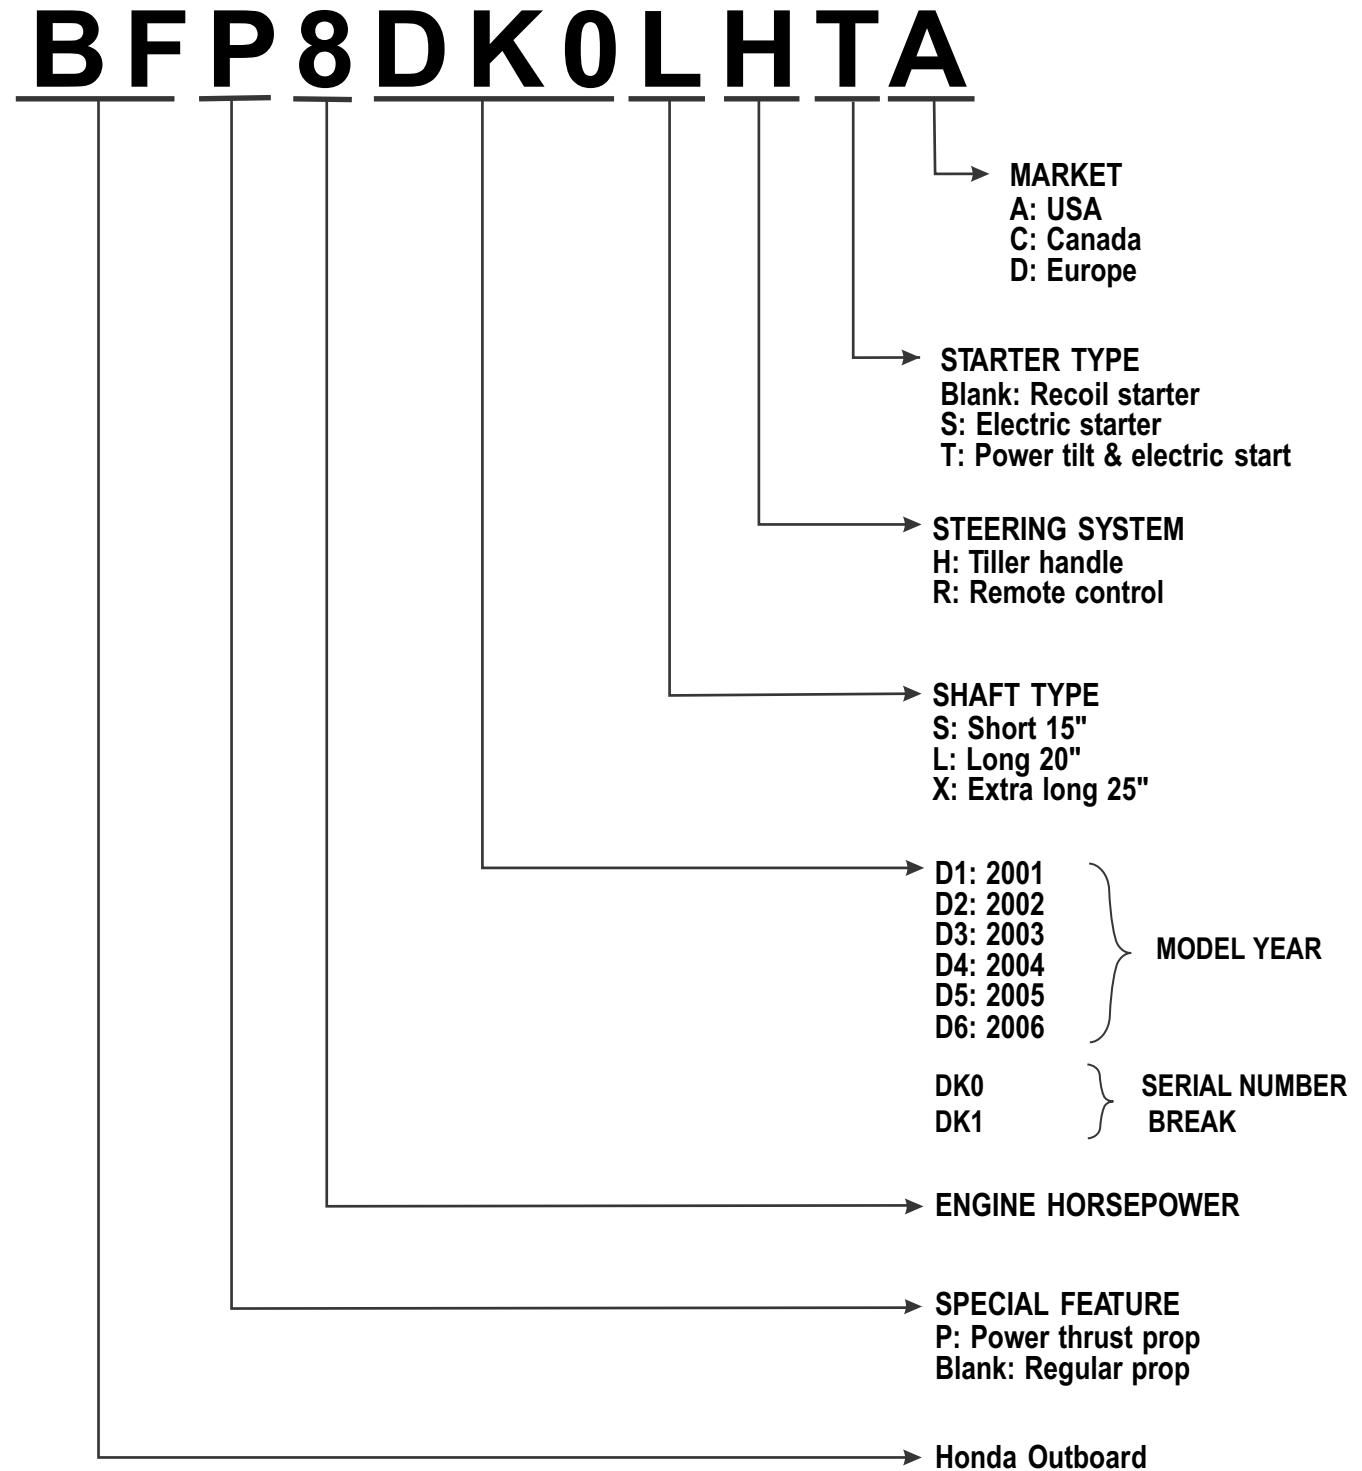 BFP8DK0LHTA
MARKET
A: USA
C: Canada
D: Europe
STARTER TYPE
Blank: Recoil starter
S: Electric starter
T: Power tilt & electric start
STEERING SYSTEM
H: Tiller handle
R: Remote control
SHAFT TYPE
S: Short 15"
L: Long 20"
X: Extra long 25"
D1: 2001
D2: 2002
D3: 2003
D4: 2004
D5: 2005
D6: 2006
MODEL YEAR
DK0
DK1
SERIAL NUMBER
BREAK
ENGINE HORSEPOWER
SPECIAL FEATURE
P: Power thrust prop
Blank: Regular prop
Honda Outboard